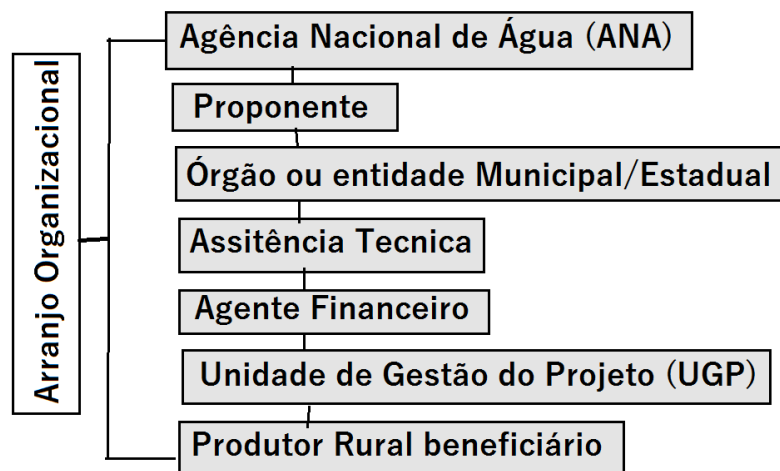 Arranjo Organizacional
Agência Nacional de Água (ANA)
Proponente
Órgão ou entidade Municipal/Estadual
Assitência Tecnica
Agente Financeiro
Unidade de Gestão do Projeto (UGP)
Produtor Rural beneficiário